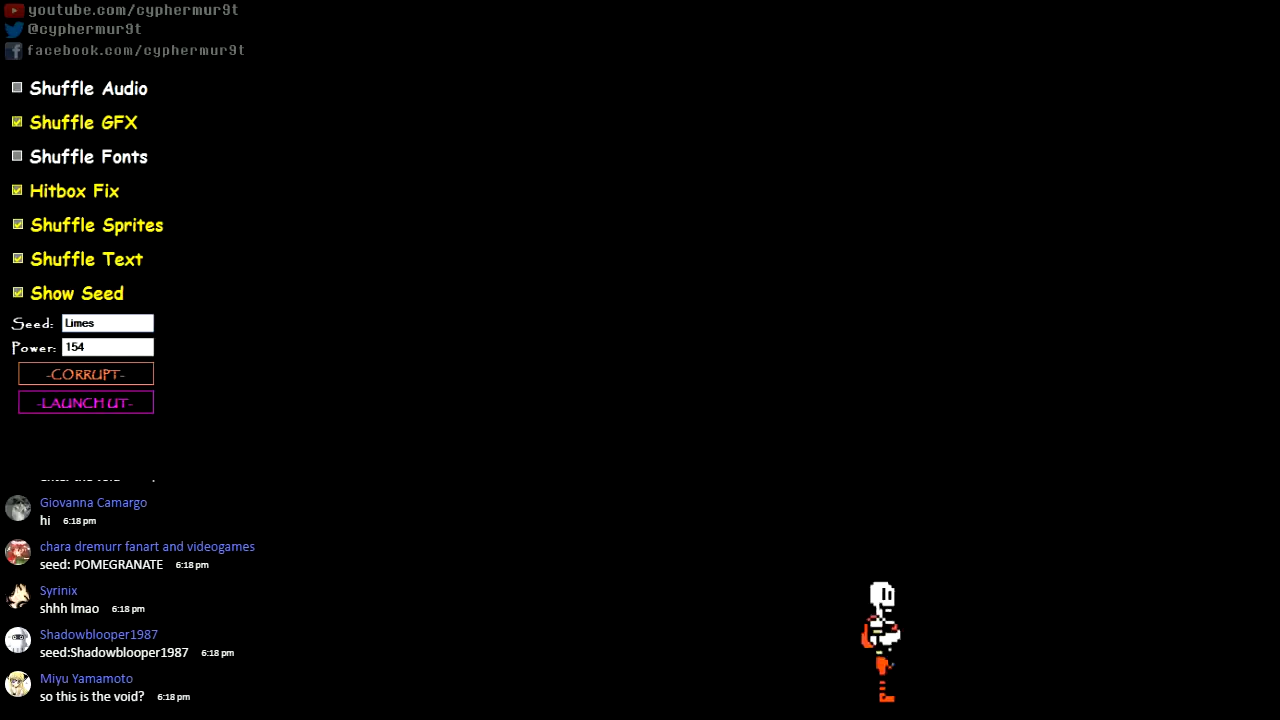 youtube.com/cyphermur9t
@cyphermur9t
facebook.com/cyphermur9t
Shuffle Audio
Shuffle GFX
Shuffle Fonts
Hitbox Fix
Shuffle Sprites
Shuffle Text
Show Seed
Seed: Limes
Power: 154
-CORRUPT-
-LAUNCH UT-
Giovanna Camargo
hi 6:18 pm
chara dremurr fanart and videogames
seed: POMEGRANATE 6:18 pm
Syrinix
shhh lmao 6:18 pm
Shadowblooper1987
seed:Shadowblooper1987 6:18 pm
Miyu Yamamoto
so this is the void? 6:18 pm